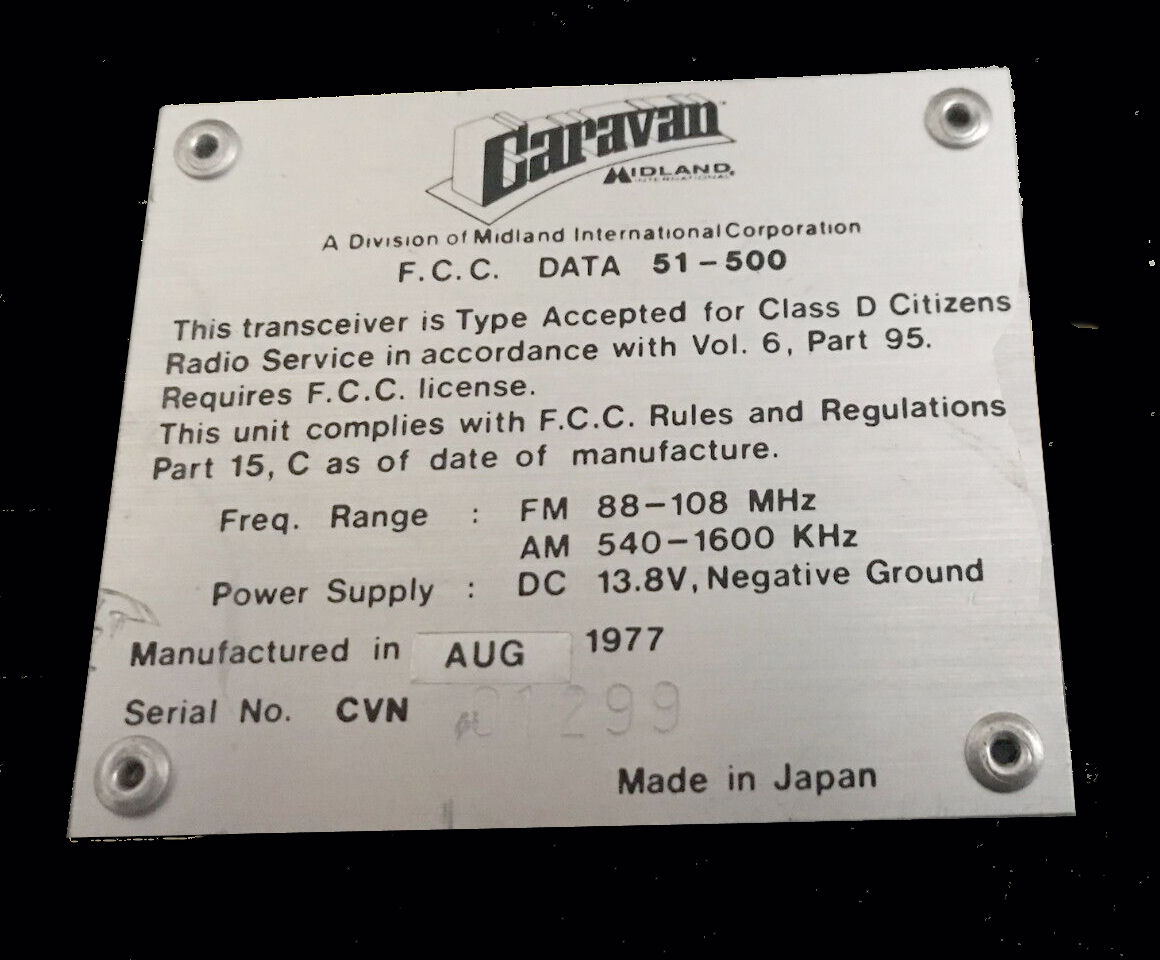 Caravan
MIDLAND
INTERNATIONAL
A Division of Midland International Corporation
F.C.C. DATA 51-500
This transceiver is Type Accepted for Class D Citizens
Radio Service in accordance with Vol. 6, Part 95.
Requires F.C.C. license.
This unit complies with F.C.C. Rules and Regulations
Part 15, C as of date of manufacture.
Freq. Range : FM 88-108 MHz
AM 540-1600 KHz
Power Supply : DC 13.8V, Negative Ground
Manufactured in AUG 1977
Serial No. CVN 01299
Made in Japan